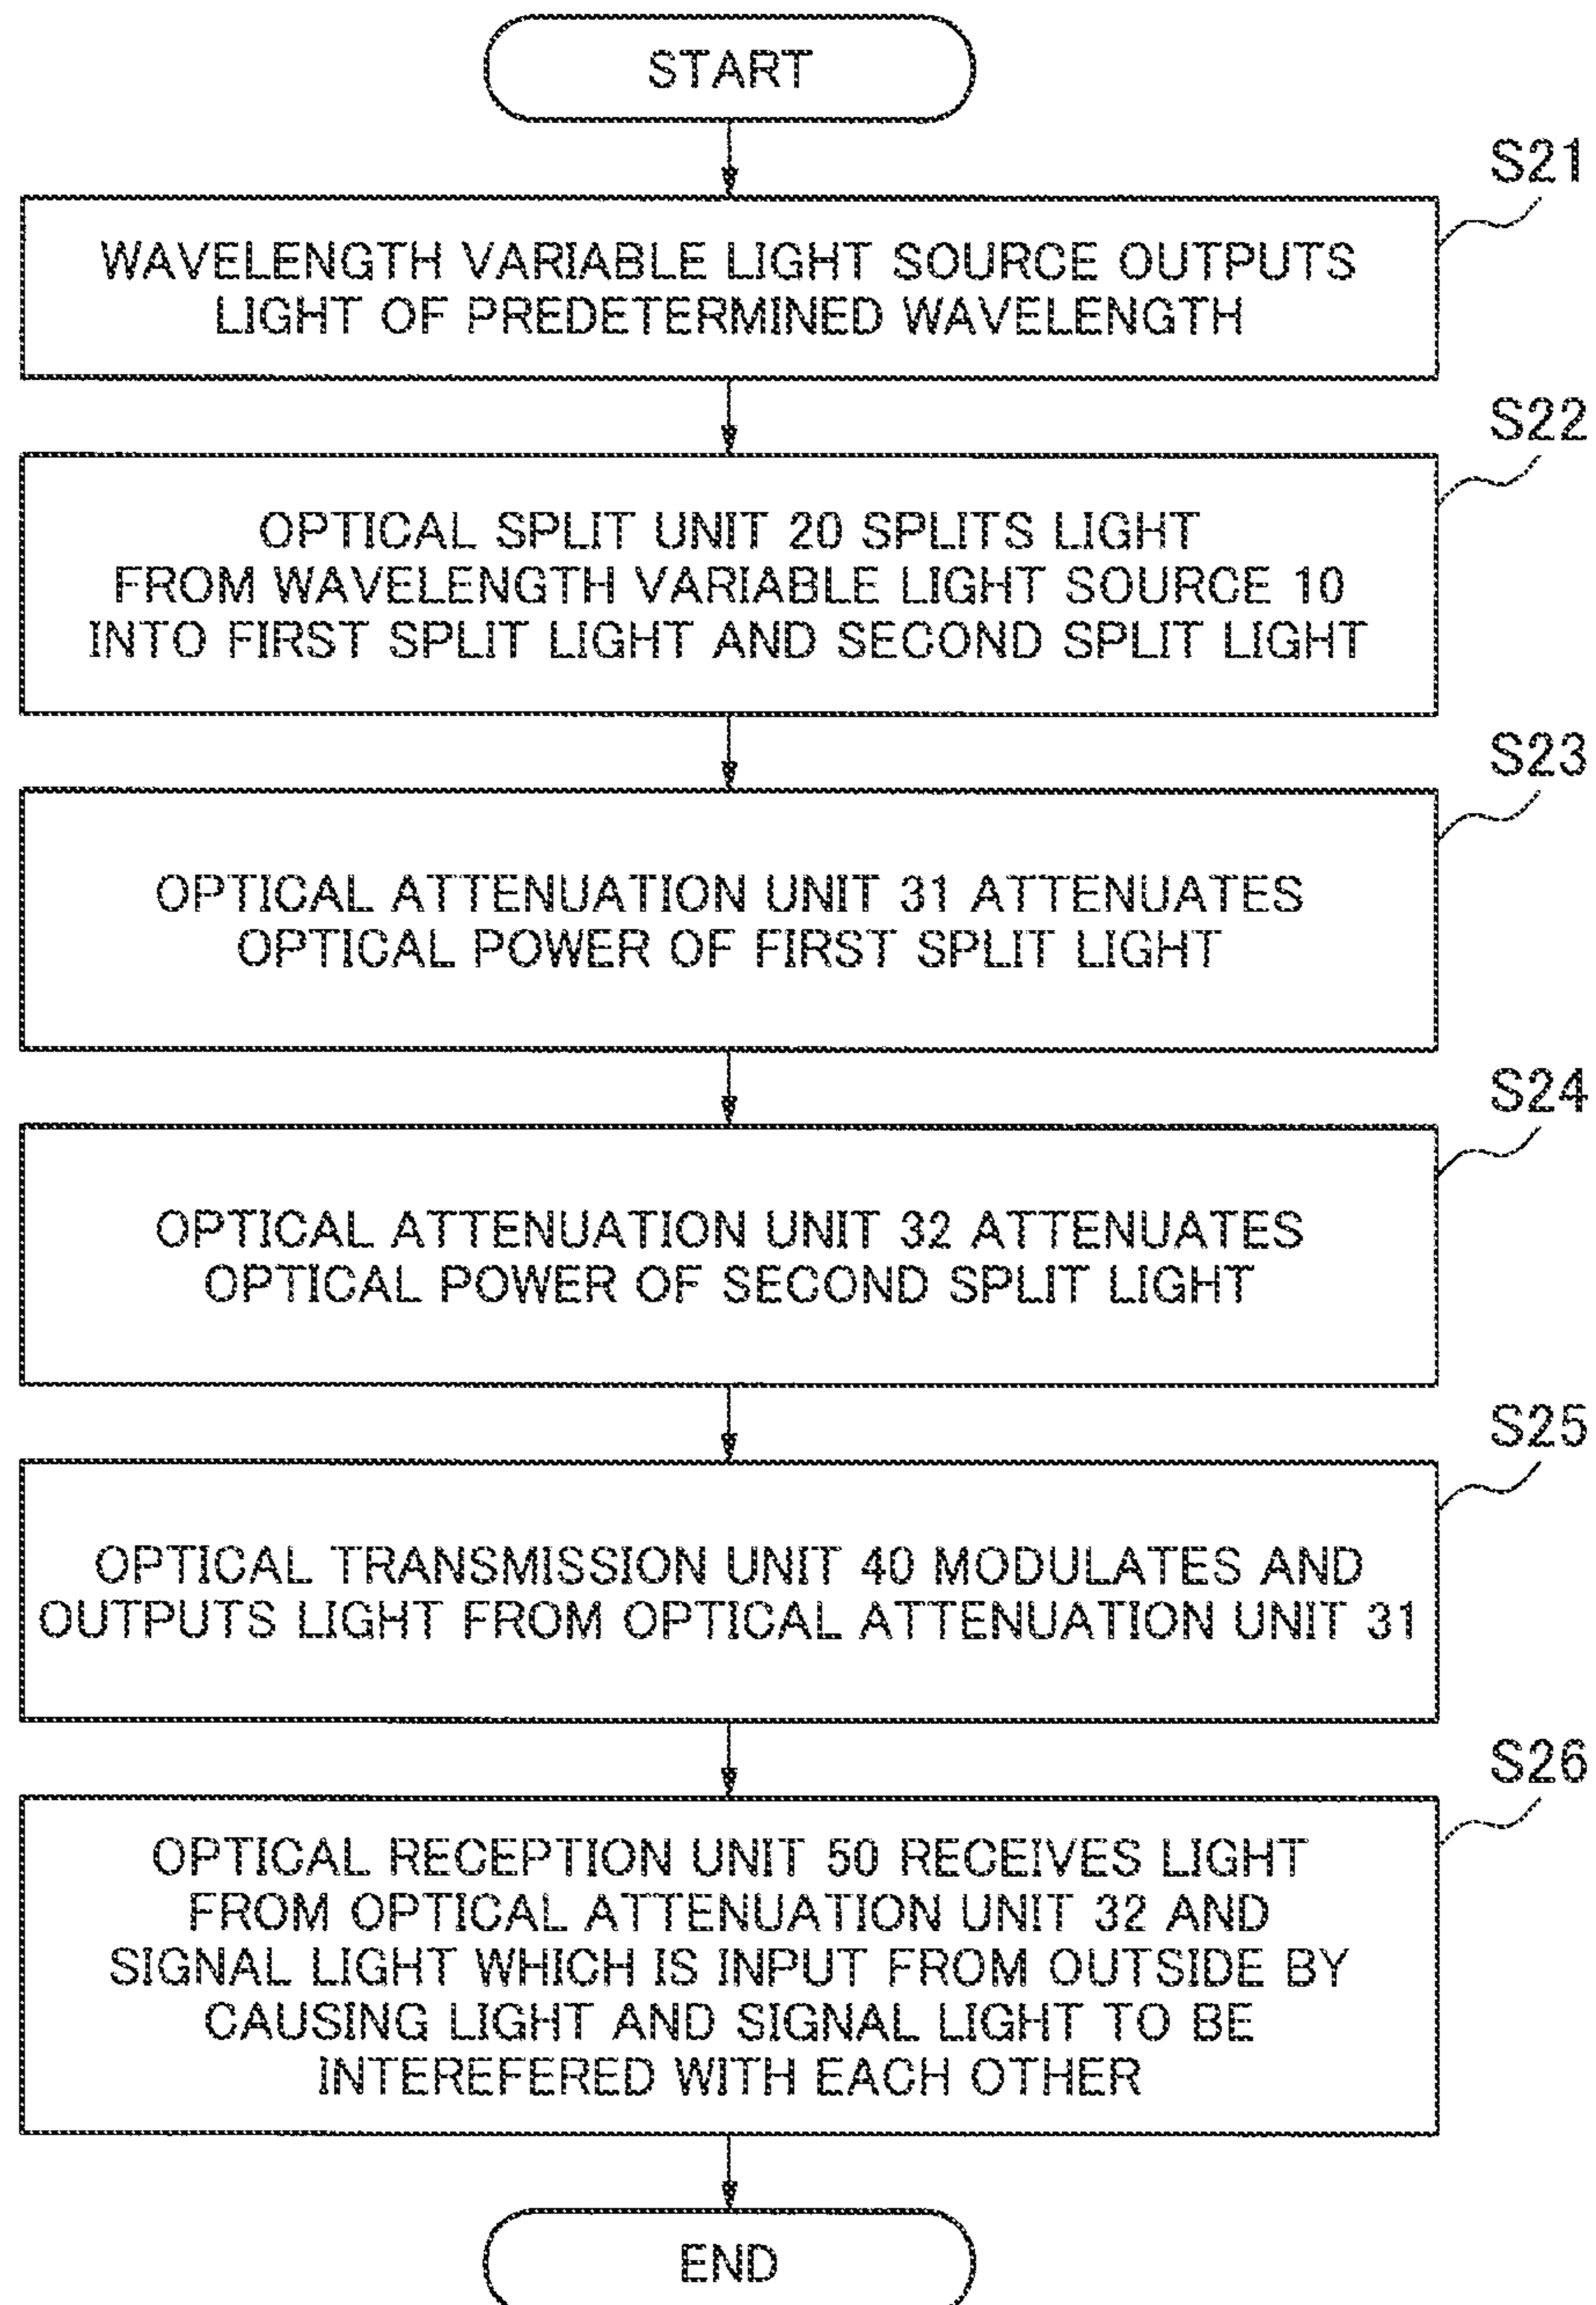 START
S21
WAVELENGTH VARIABLE LIGHT SOURCE OUTPUTS
LIGHT OF PREDETERMINED WAVELENGTH
S22
OPTICAL SPLIT UNIT 20 SPLITS LIGHT
FROM WAVELENGTH VARIABLE LIGHT SOURCE 10
INTO FIRST SPLIT LIGHT AND SECOND SPLIT LIGHT
S23
OPTICAL ATTENUATION UNIT 31 ATTENUATES
OPTICAL POWER OF FIRST SPLIT LIGHT
S24
OPTICAL ATTENUATION UNIT 32 ATTENUATES
OPTICAL POWER OF SECOND SPLIT LIGHT
S25
OPTICAL TRANSMISSION UNIT 40 MODULATES AND
OUTPUTS LIGHT FROM OPTICAL ATTENUATION UNIT 31
S26
OPTICAL RECEPTION UNIT 50 RECEIVES LIGHT
FROM OPTICAL ATTENUATION UNIT 32 AND
SIGNAL LIGHT WHICH IS INPUT FROM OUTSIDE BY
CAUSING LIGHT AND SIGNAL LIGHT TO BE
INTEREFERED WITH EACH OTHER
END